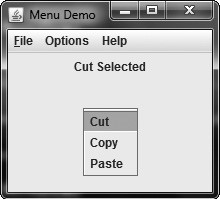 Menu Demo
File Options Help
Cut Selected
Cut
Copy
Paste